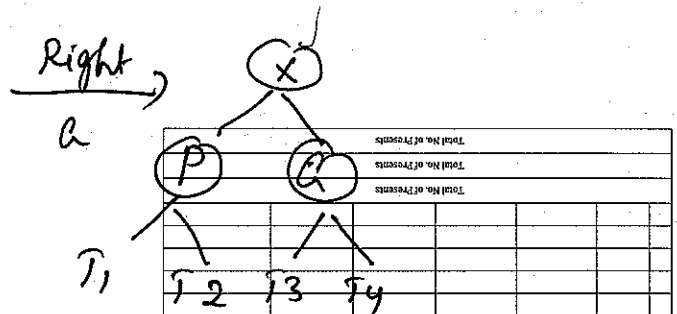 Right
G
X
Total No. of Presents
P G
Total No. of Presents
Total No. of Presents
T1 T2 T3 T4